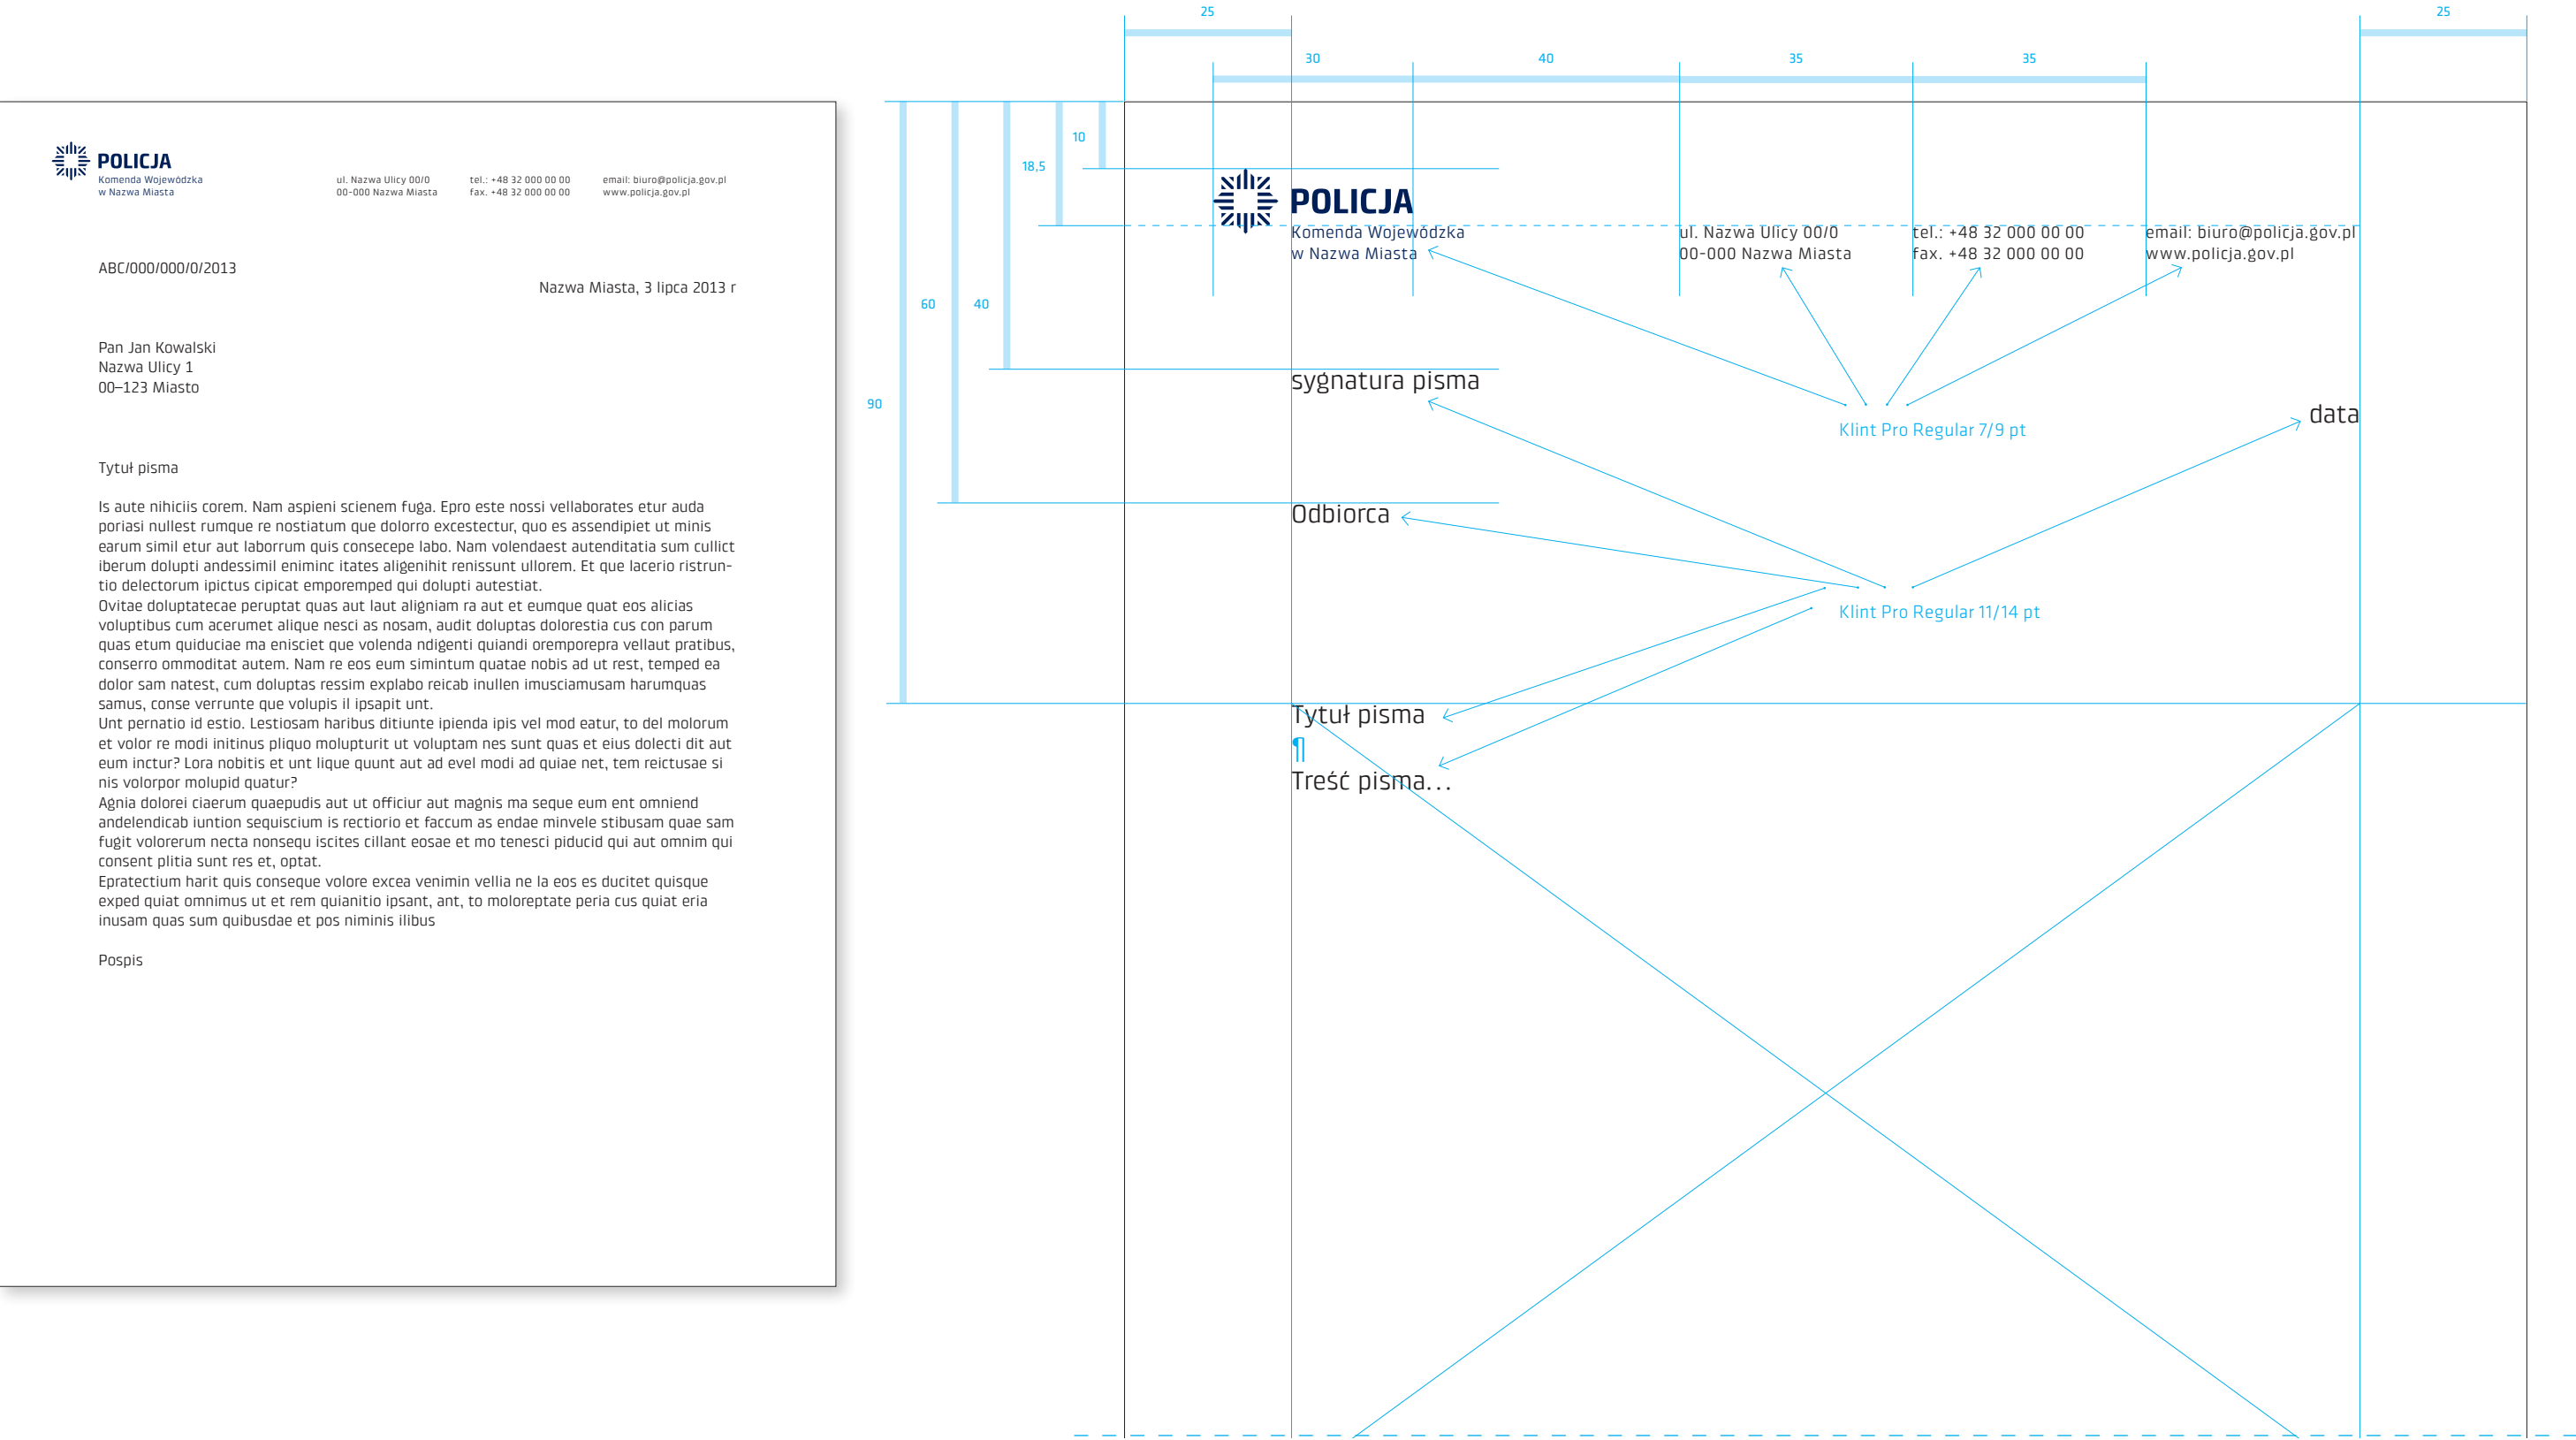 POLICJA
Komenda Wojewódzka
w Nazwa Miasta
ul. Nazwa Ulicy 00/0
00-000 Nazwa Miasta
tel.: +48 32 000 00 00
fax. +48 32 000 00 00
email: biuro@policja.gov.pl
www.policja.gov.pl
ABC/000/000/0/2013
Nazwa Miasta, 3 lipca 2013 r
Pan Jan Kowalski
Nazwa Ulicy 1
00–123 Miasto
Tytuł pisma
Is aute nihiciis corem. Nam aspieni scienem fuga. Epro este nossi vellaborates etur auda
poriasi nullest rumque re nostiatum que dolorro excestectur, quo es assendipiet ut minis
earum simil etur aut laborrum quis consecepe labo. Nam volendaest autenditatia sum cullict
iberum dolupti andessimil eniminc itates aligenihit renissunt ullorem. Et que lacerio ristrun-
tio delectorum ipictus cipicat emporemped qui dolupti autestiat.
Ovitae doluptatecae peruptat quas aut laut aligniam ra aut et eumque quat eos alicias
voluptibus cum acerumet alique nesci as nosam, audit doluptas dolorestia cus con parum
quas etum quiduciae ma enisciet que volenda ndigenti quiandi oremporepra vellaut pratibus,
conserro ommoditat autem. Nam re eos eum simintum quatae nobis ad ut rest, temped ea
dolor sam natest, cum doluptas ressim explabo reicab inullen imusciamusam harumquas
samus, conse verrunte que volupis il ipsapit unt.
Unt pernatio id estio. Lestiosam haribus ditiunte ipienda ipis vel mod eatur, to del molorum
et volor re modi initinus pliquo molupturit ut voluptam nes sunt quas et eius dolecti dit aut
eum inctur? Lora nobitis et unt lique quunt aut ad evel modi ad quiae net, tem reictusae si
nis volorpor molupid quatur?
Agnia dolorei ciaerum quaepudis aut ut officiur aut magnis ma seque eum ent omniend
andelendicab iuntion sequiscium is rectiorio et faccum as endae minvele stibusam quae sam
fugit volorerum necta nonsequ iscites cillant eosae et mo tenesci piducid qui aut omnim qui
consent plitia sunt res et, optat.
Epratectium harit quis conseque volore excea venimin vellia ne la eos es ducitet quisque
exped quiat omnimus ut et rem quianitio ipsant, ant, to moloreptate peria cus quiat eria
inusam quas sum quibusdae et pos niminis ilibus
Pospis
25
25
30
40
35
35
10
18,5
60
40
90
POLICJA
Komenda Wojewódzka
w Nazwa Miasta
ul. Nazwa Ulicy 00/0
00-000 Nazwa Miasta
tel.: +48 32 000 00 00
fax. +48 32 000 00 00
email: biuro@policja.gov.pl
www.policja.gov.pl
sygnatura pisma
data
Klint Pro Regular 7/9 pt
Odbiorca
Klint Pro Regular 11/14 pt
Tytuł pisma
¶
Treść pisma...